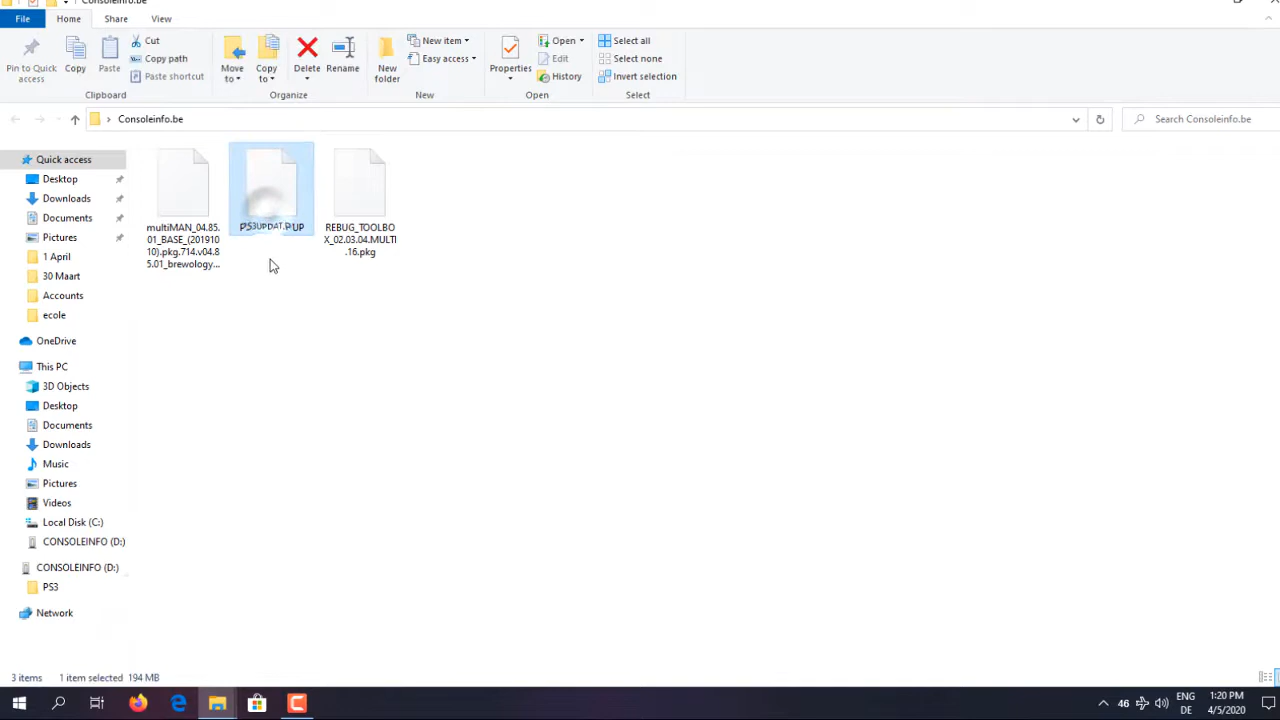 Consoleinfo.be
File
Home
Share
View
Pin to Quick
access
Copy
Paste
Cut
Copy path
Paste shortcut
Move
to
Copy
to
Delete
Rename
New
folder
New item
Easy access
Properties
Open
Edit
History
Select all
Select none
Invert selection
Clipboard
Organize
New
Open
Select
Consoleinfo.be
Search Consoleinfo.be
Quick access
Desktop
Downloads
Documents
Pictures
1 April
30 Maart
Accounts
ecole
OneDrive
This PC
3D Objects
Desktop
Documents
Downloads
Music
Pictures
Videos
Local Disk (C:)
CONSOLEINFO (D:)
CONSOLEINFO (D:)
PS3
Network
multiMAN_04.85.
01_BASE_(201910
10).pkg.714.v04.8
5.01_brewology...
PS3UPDAT.PUP
REBUG_TOOLBO
X_02.03.04.MULTI
.16.pkg
3 items
1 item selected 194 MB
46
ENG
DE
1:20 PM
4/5/2020